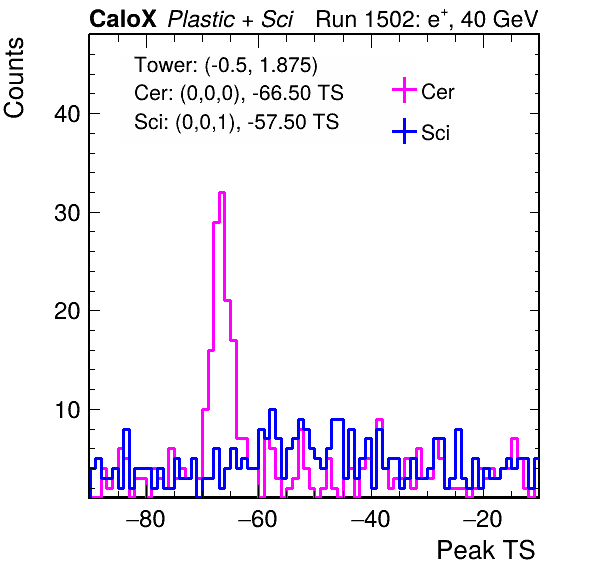 CaloX Plastic + Sci Run 1502: e+, 40 GeV
Counts
Tower: (-0.5, 1.875)
Cer: (0,0,0), -66.50 TS
Sci: (0,0,1), -57.50 TS
Cer
Sci
40
30
20
10
−80 −60 −40 −20
Peak TS